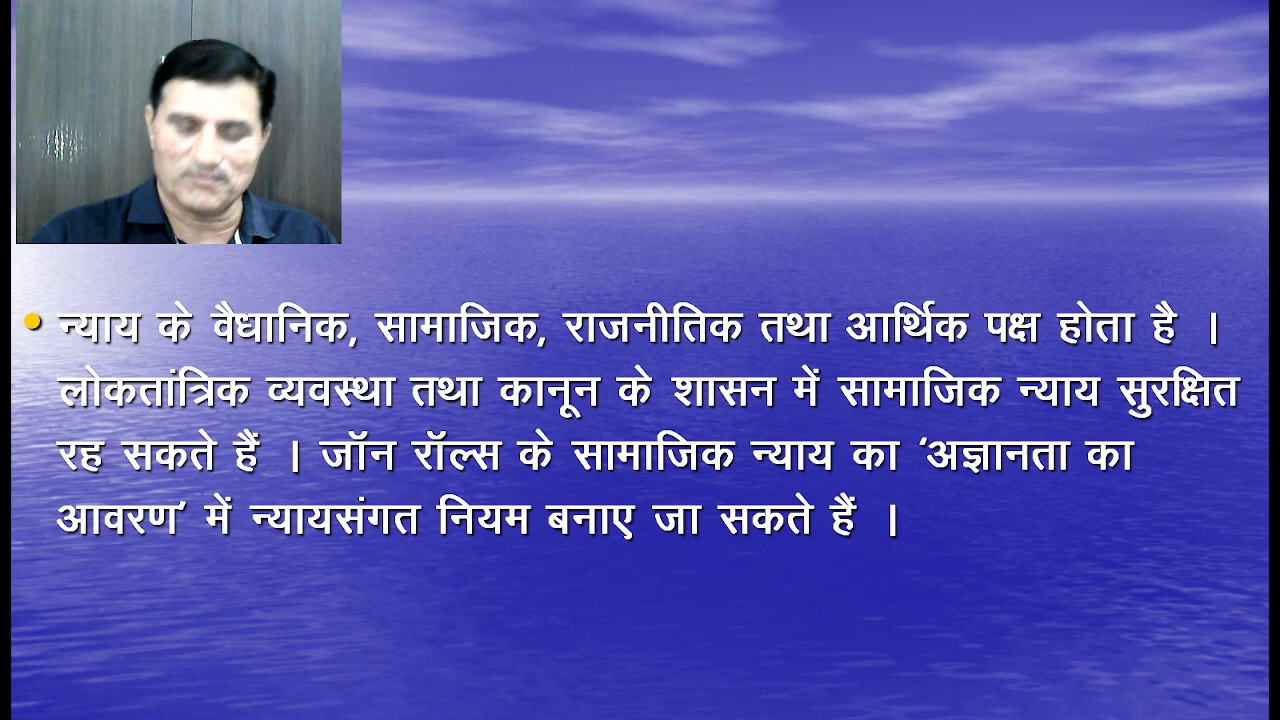 • न्याय के वैधानिक, सामाजिक, राजनीतिक तथा आर्थिक पक्ष होता है ।
लोकतांत्रिक व्यवस्था तथा कानून के शासन में सामाजिक न्याय सुरक्षित
रह सकते हैं । जॉन रॉल्स के सामाजिक न्याय का ‘अज्ञानता का
आवरण’ में न्यायसंगत नियम बनाए जा सकते हैं ।